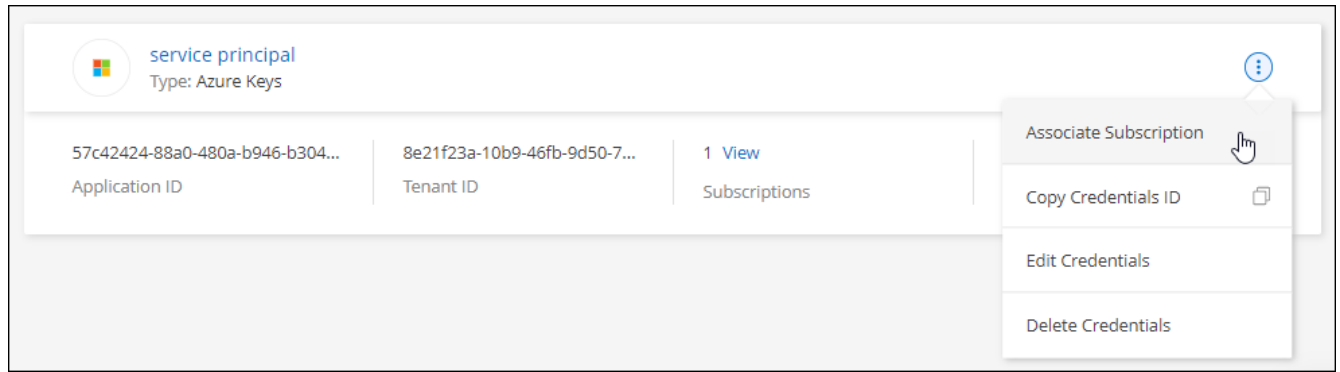 service principal
Type: Azure Keys
57c42424-88a0-480a-b946-b304...
Application ID
8e21f23a-10b9-46fb-9d50-7...
Tenant ID
1 View
Subscriptions
Associate Subscription
Copy Credentials ID
Edit Credentials
Delete Credentials